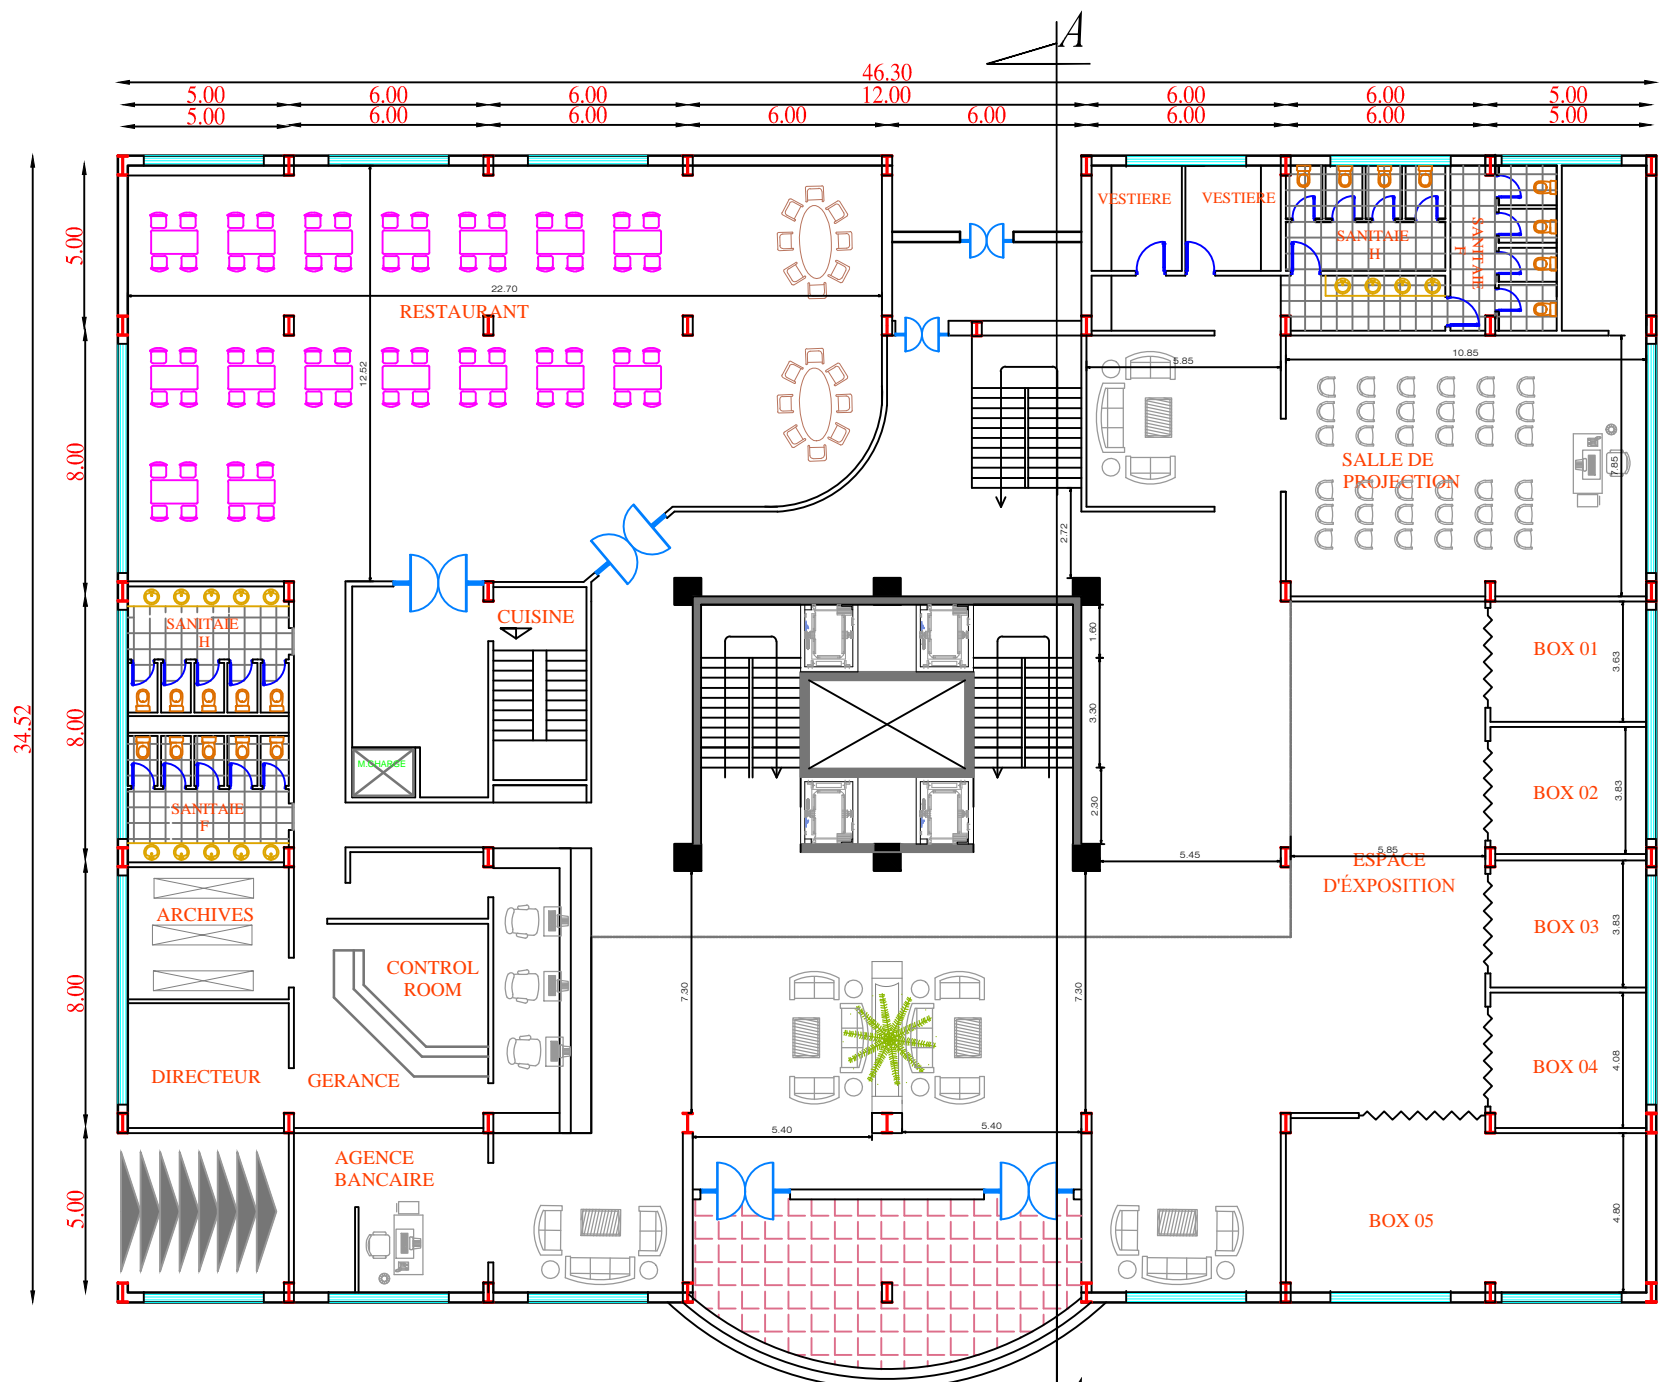 A
46.30
5.00 6.00 6.00 12.00 6.00 6.00 5.00
5.00 6.00 6.00 6.00 6.00 6.00 6.00 5.00
34.52
5.00
8.00
8.00
8.00
5.00
VESTIERE
VESTIERE
SANITAIE
H
SANITAIE
F
22.70
RESTAURANT
12.52
5.85
10.85
7.85
SALLE DE
PROJECTION
2.72
CUISINE
SANITAIE
H
M.CHARGE
SANITAIE
F
1.60
3.30
2.30
BOX 01
3.63
BOX 02
3.83
5.45
5.85
ESPACE
D'ÉXPOSITION
ARCHIVES
BOX 03
3.83
CONTROL
ROOM
7.30
7.30
DIRECTEUR
GERANCE
BOX 04
4.08
5.40
5.40
AGENCE
BANCAIRE
BOX 05
4.80